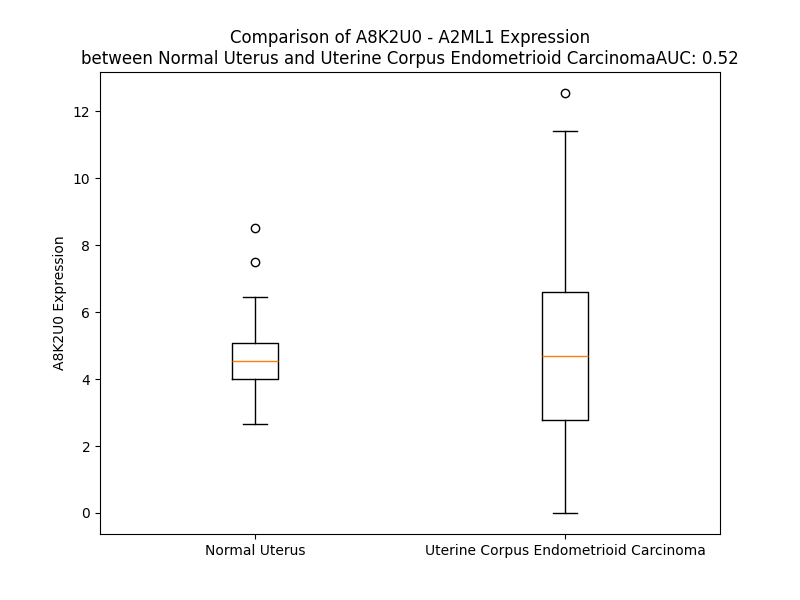 Comparison of A8K2U0 - A2ML1 Expression
between Normal Uterus and Uterine Corpus Endometrioid CarcinomaAUC: 0.52
A8K2U0 Expression
12
10
8
6
4
2
0
Normal Uterus
Uterine Corpus Endometrioid Carcinoma